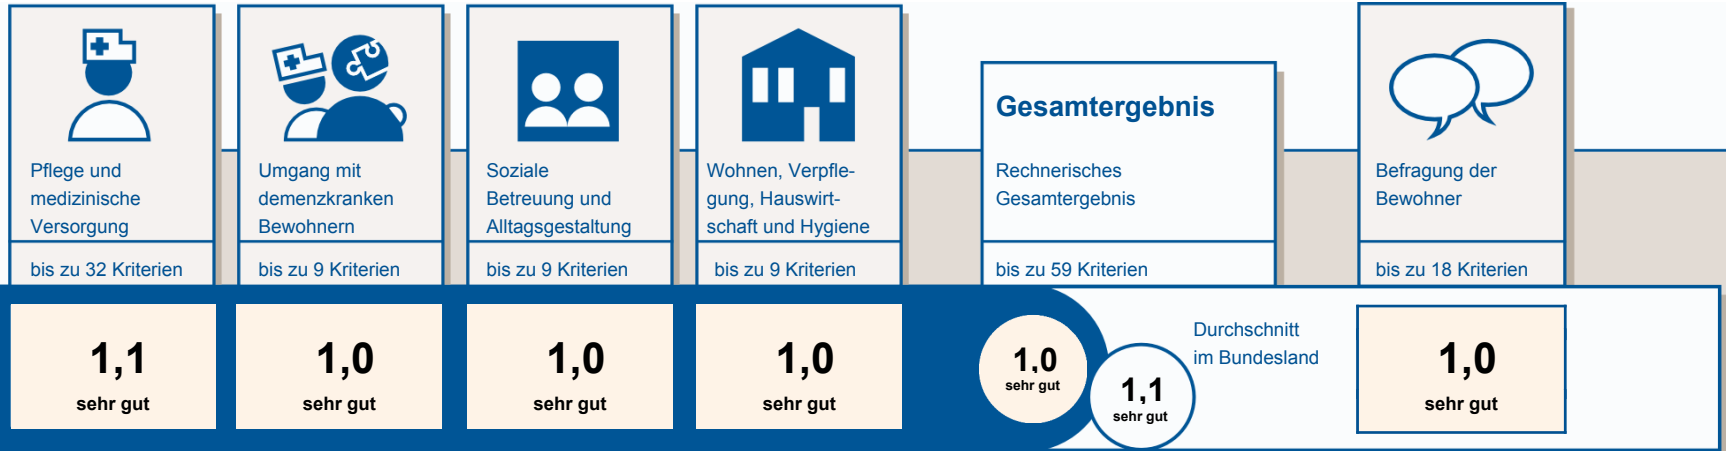 Pflege und
medizinische
Versorgung
bis zu 32 Kriterien
1,1
sehr gut
Umgang mit
demenzkranken
Bewohnern
bis zu 9 Kriterien
1,0
sehr gut
Soziale
Betreuung und
Alltagsgestaltung
bis zu 9 Kriterien
1,0
sehr gut
Wohnen, Verpfle-
gung, Hauswirt-
schaft und Hygiene
bis zu 9 Kriterien
1,0
sehr gut
Gesamtergebnis
Rechnerisches
Gesamtergebnis
bis zu 59 Kriterien
1,0
sehr gut
1,1
sehr gut
Durchschnitt
im Bundesland
Befragung der
Bewohner
bis zu 18 Kriterien
1,0
sehr gut